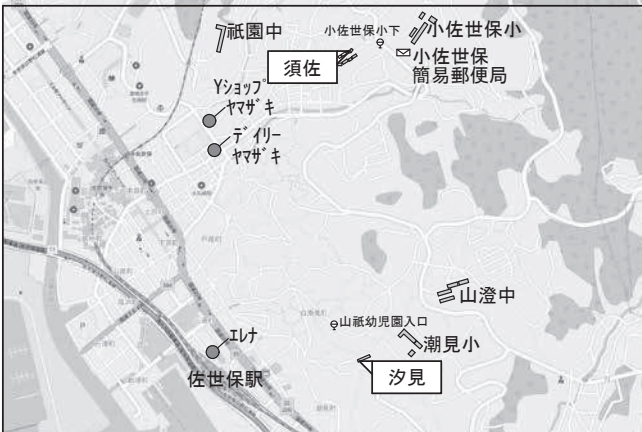 祇園中
小佐世保小下
小佐世保小
小佐世保
簡易郵便局
須佐
Yショップ
ヤマザキ
デイリー
ヤマザキ
山澄中
山祇幼児園入口
潮見小
エレナ
佐世保駅
汐見